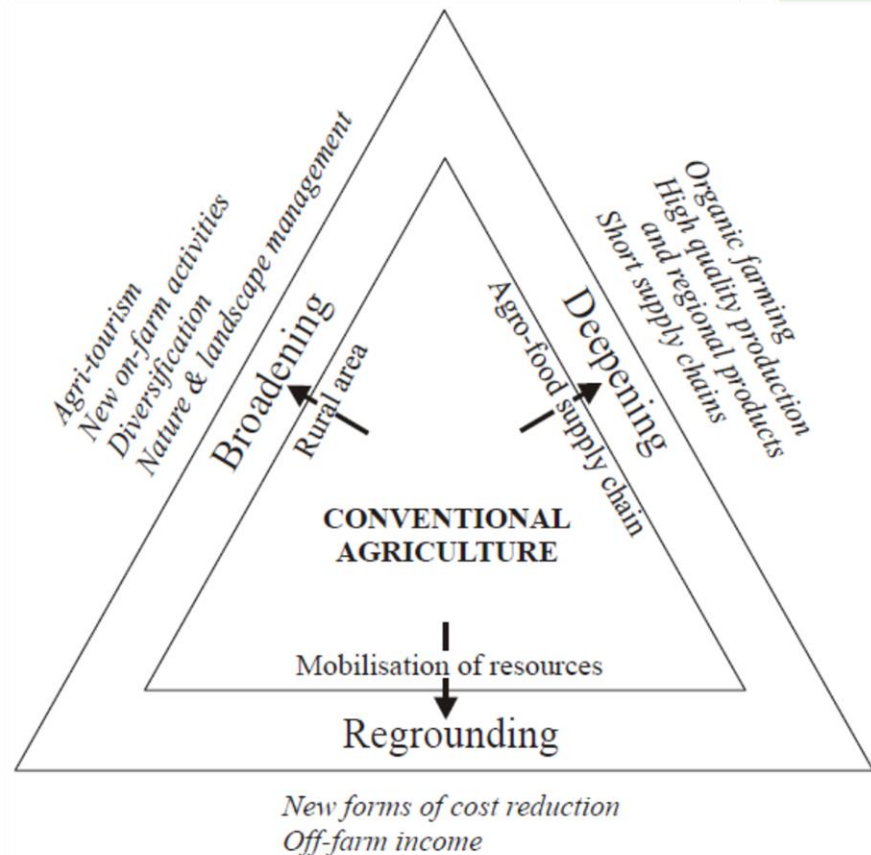 Agri-tourism
New on-farm activities
Diversification
Nature & landscape management
Broadening
Rural area
Organic farming
High quality production
and regional products
Short supply chains
Deepening
Agro-food supply chain
CONVENTIONAL
AGRICULTURE
Mobilisation of resources
Regrounding
New forms of cost reduction
Off-farm income